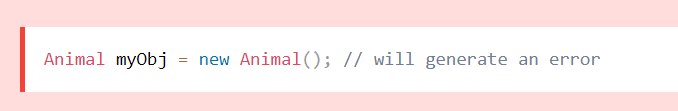 Animal myObj = new Animal(); // will generate an error